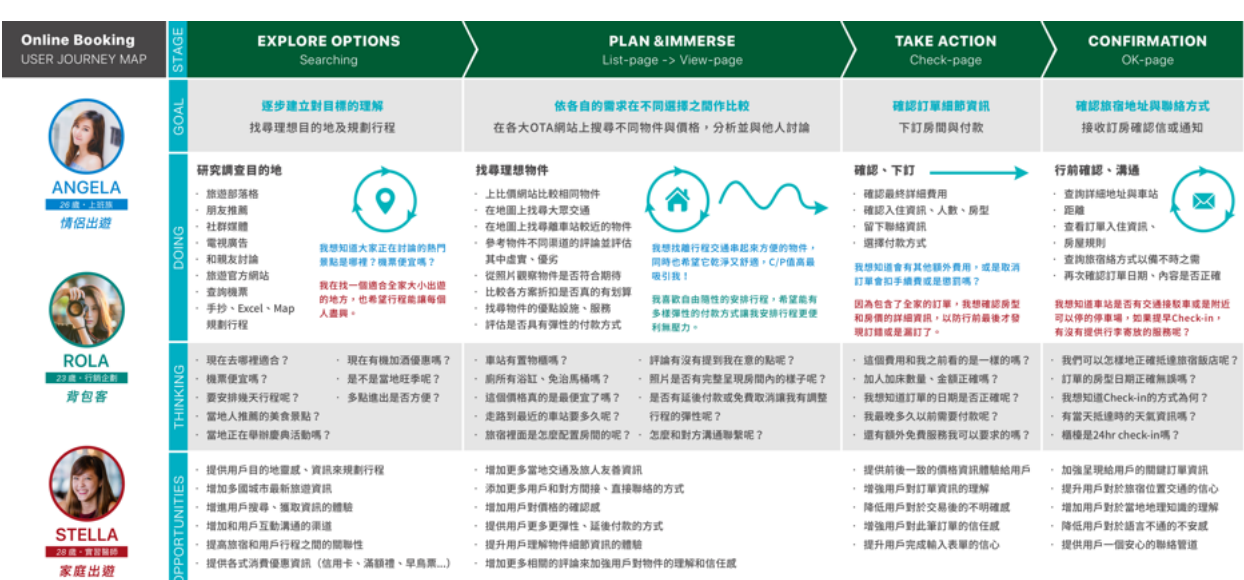 Online Booking
USER JOURNEY MAP
STAGE
EXPLORE OPTIONS
Searching
PLAN &IMMERSE
List-page -> View-page
TAKE ACTION
Check-page
CONFIRMATION
OK-page
ANGELA
26 歲・上班族
情侶出遊
ROLA
23 歲・行銷企劃
背包客
STELLA
28 歲・實習醫師
家庭出遊
GOAL
逐步建立對目標的理解
找尋理想目的地及規劃行程
依各自的需求在不同選擇之間作比較
在各大OTA網站上搜尋不同物件與價格，分析並與他人討論
確認訂單細節資訊
下訂房間與付款
確認旅宿地址與聯絡方式
接收訂房確認信或通知
DOING
研究調查目的地
· 旅遊部落格
· 朋友推薦
· 社群媒體
· 電視廣告
· 和親友討論
· 旅遊官方網站
· 查詢機票
· 手抄、Excel、Map
規劃行程
我想知道大家正在討論的熱門
景點是哪裡？機票便宜嗎？
我在找一個適合全家大小出遊
的地方，也希望行程能讓每個
人盡興。
找尋理想物件
· 上比價網站比較相同物件
· 在地圖上找尋大眾交通
· 在地圖上找尋離車站較近的物件
· 參考物件不同渠道的評論並評估
其中虛實、優劣
· 從照片觀察物件是否符合期待
· 比較各方案折扣是否真的有划算
· 找尋物件的優點設施、服務
· 評估是否具有彈性的付款方式
我想找離行程交通串起來方便的物件，
同時也希望它乾淨又舒適，C/P值高最
吸引我！
我喜歡自由隨性的安排行程，希望能有
多樣彈性的付款方式讓我安排行程更便
利無壓力。
確認、下訂
· 確認最終詳細費用
· 確認入住資訊、人數、房型
· 留下聯絡資訊
· 選擇付款方式
我想知道會有其他額外費用，或是取消
訂單會扣手續費或是懲罰嗎？
因為包含了全家的訂單，我想確認房型
和房價的詳細資訊，以防行前最後才發
現訂錯或是漏訂了。
行前確認、溝通
· 查詢詳細地址與車站
· 距離
· 查看訂單入住資訊、
· 房屋規則
· 查詢旅宿絡方式以備不時之需
· 再次確認訂單日期、內容是否正確
我想知道車站是否有交通接駁車或是附近
可以停的停車場，如果提早Check-in，
有沒有提供行李寄放的服務呢？
THINKING
· 現在去哪裡適合？
· 機票便宜嗎？
· 要安排幾天行程呢？
· 當地人推薦的美食景點？
· 當地正在舉辦慶典活動嗎？
· 現在有機加酒優惠嗎？
· 是不是當地旺季呢？
· 多點進出是否方便？
· 車站有置物櫃嗎？
· 廁所有浴缸、免治馬桶嗎？
· 這個價格真的是最便宜了嗎？
· 走路到最近的車站要多久呢？
· 旅宿裡面是怎麼配置房間的呢？
· 評論有沒有提到我在意的點呢？
· 照片是否有完整呈現房間內的樣子呢？
· 是否有延後付款或免費取消讓我有調整
行程的彈性呢？
· 怎麼和對方溝通聯繫呢？
· 這個費用和我之前看的是一樣的嗎？
· 加人加床數量、金額正確嗎？
· 我想知道訂單的日期是否正確呢？
· 我最晚多久以前需要付款呢？
· 還有額外免費服務我可以要求的嗎？
· 我們可以怎樣地正確抵達旅宿飯店呢？
· 訂單的房型日期正確無誤嗎？
· 我想知道Check-in的方式為何？
· 有當天抵達時的天氣資訊嗎？
· 櫃檯是24hr check-in嗎？
OPPORTUNITIES
· 提供用戶目的地靈感、資訊來規劃行程
· 增加多國城市最新旅遊資訊
· 增進用戶搜尋、獲取資訊的體驗
· 增加和用戶互動溝通的渠道
· 提高旅宿和用戶行程之間的關聯性
· 提供各式消費優惠資訊（信用卡、滿額禮、早鳥票...）
· 增加更多當地交通及旅人友善資訊
· 添加更多用戶和對方間接、直接聯絡的方式
· 增加用戶對價格的確認感
· 提供用戶更多更彈性、延後付款的方式
· 提升用戶理解物件細節資訊的體驗
· 增加更多相關的評論來加強用戶對物件的理解和信任感
· 提供前後一致的價格資訊體驗給用戶
· 增強用戶對訂單資訊的理解
· 降低用戶對於交易後的不明確感
· 增強用戶對此筆訂單的信任感
· 提升用戶完成輸入表單的信心
· 加強呈現給用戶的關鍵訂單資訊
· 提升用戶對於旅宿位置交通的信心
· 增加用戶對於當地地理知識的理解
· 降低用戶對於語言不通的不安感
· 提供用戶一個安心的聯絡管道